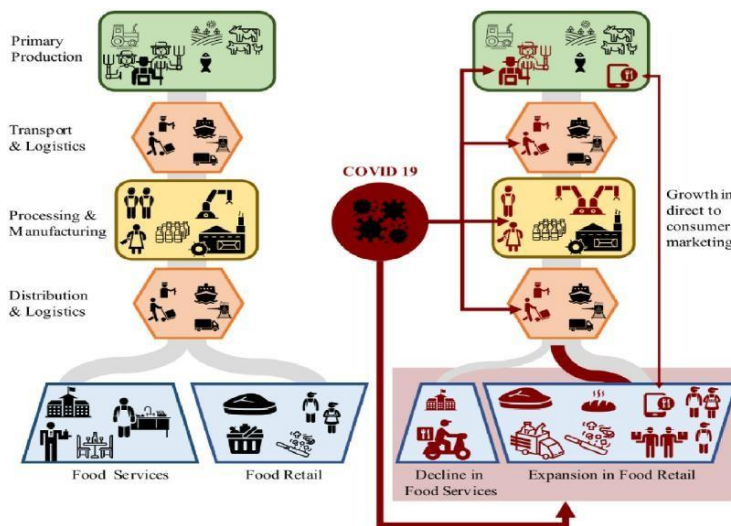 Primary
Production
Transport
& Logistics
Processing &
Manufacturing
Distribution
& Logistics
Food Services
Food Retail
COVID 19
Growth in
direct to
consumer
marketing
Decline in
Food Services
Expansion in Food Retail